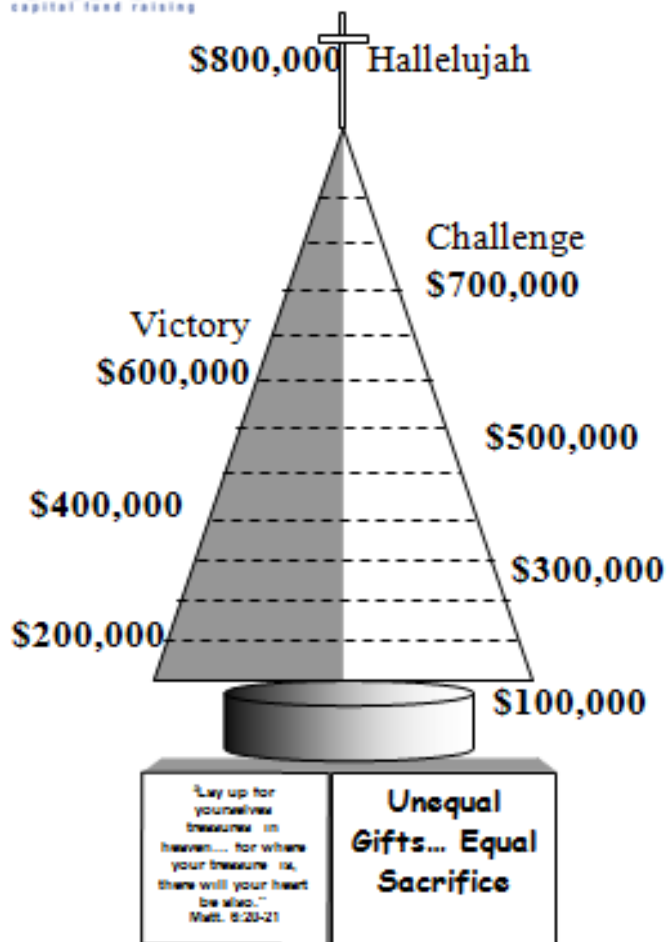 capital fund raising
$800,000 Hallelujah
Challenge
$700,000
Victory
$600,000
$500,000
$400,000
$300,000
$200,000
$100,000
"Lay up for
yourselves
treasures in
heaven... for where
your treasure is,
there will your heart
be also."
Matt. 6:20-21
Unequal
Gifts... Equal
Sacrifice